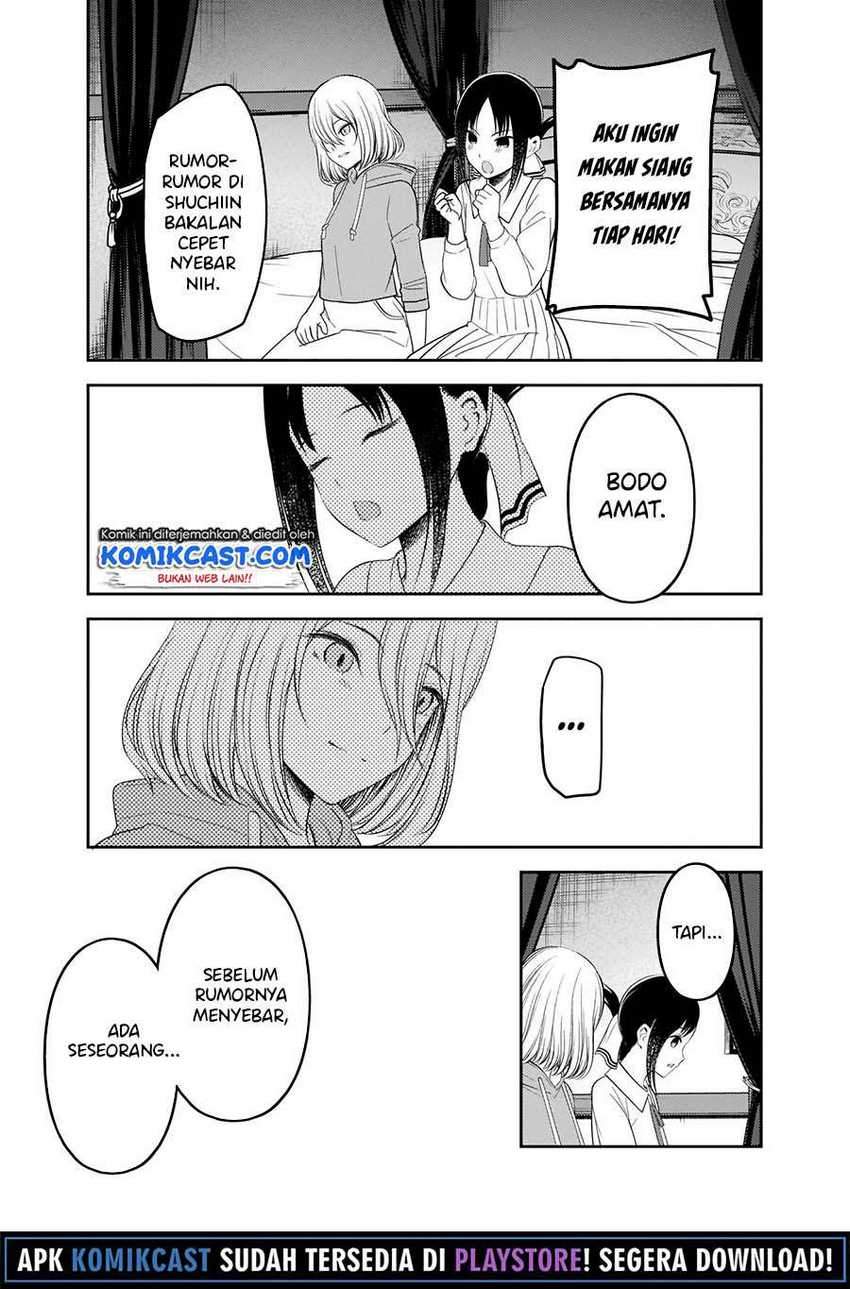 AKU INGIN
MAKAN SIANG
BERSAMANYA
TIAP HARI!
RUMOR-
RUMOR DI
SHUCHIIN
BAKALAN
CEPET
NYEBAR
NIH.
BODO
AMAT.
Komik ini diterjemahkan & diedit oleh
KOMIKCAST.COM
BUKAN WEB LAIN!!
...
TAPI...
SEBELUM
RUMORNYA
MENYEBAR,
ADA
SESEORANG...
APK KOMIKCAST SUDAH TERSEDIA DI PLAYSTORE! SEGERA DOWNLOAD!